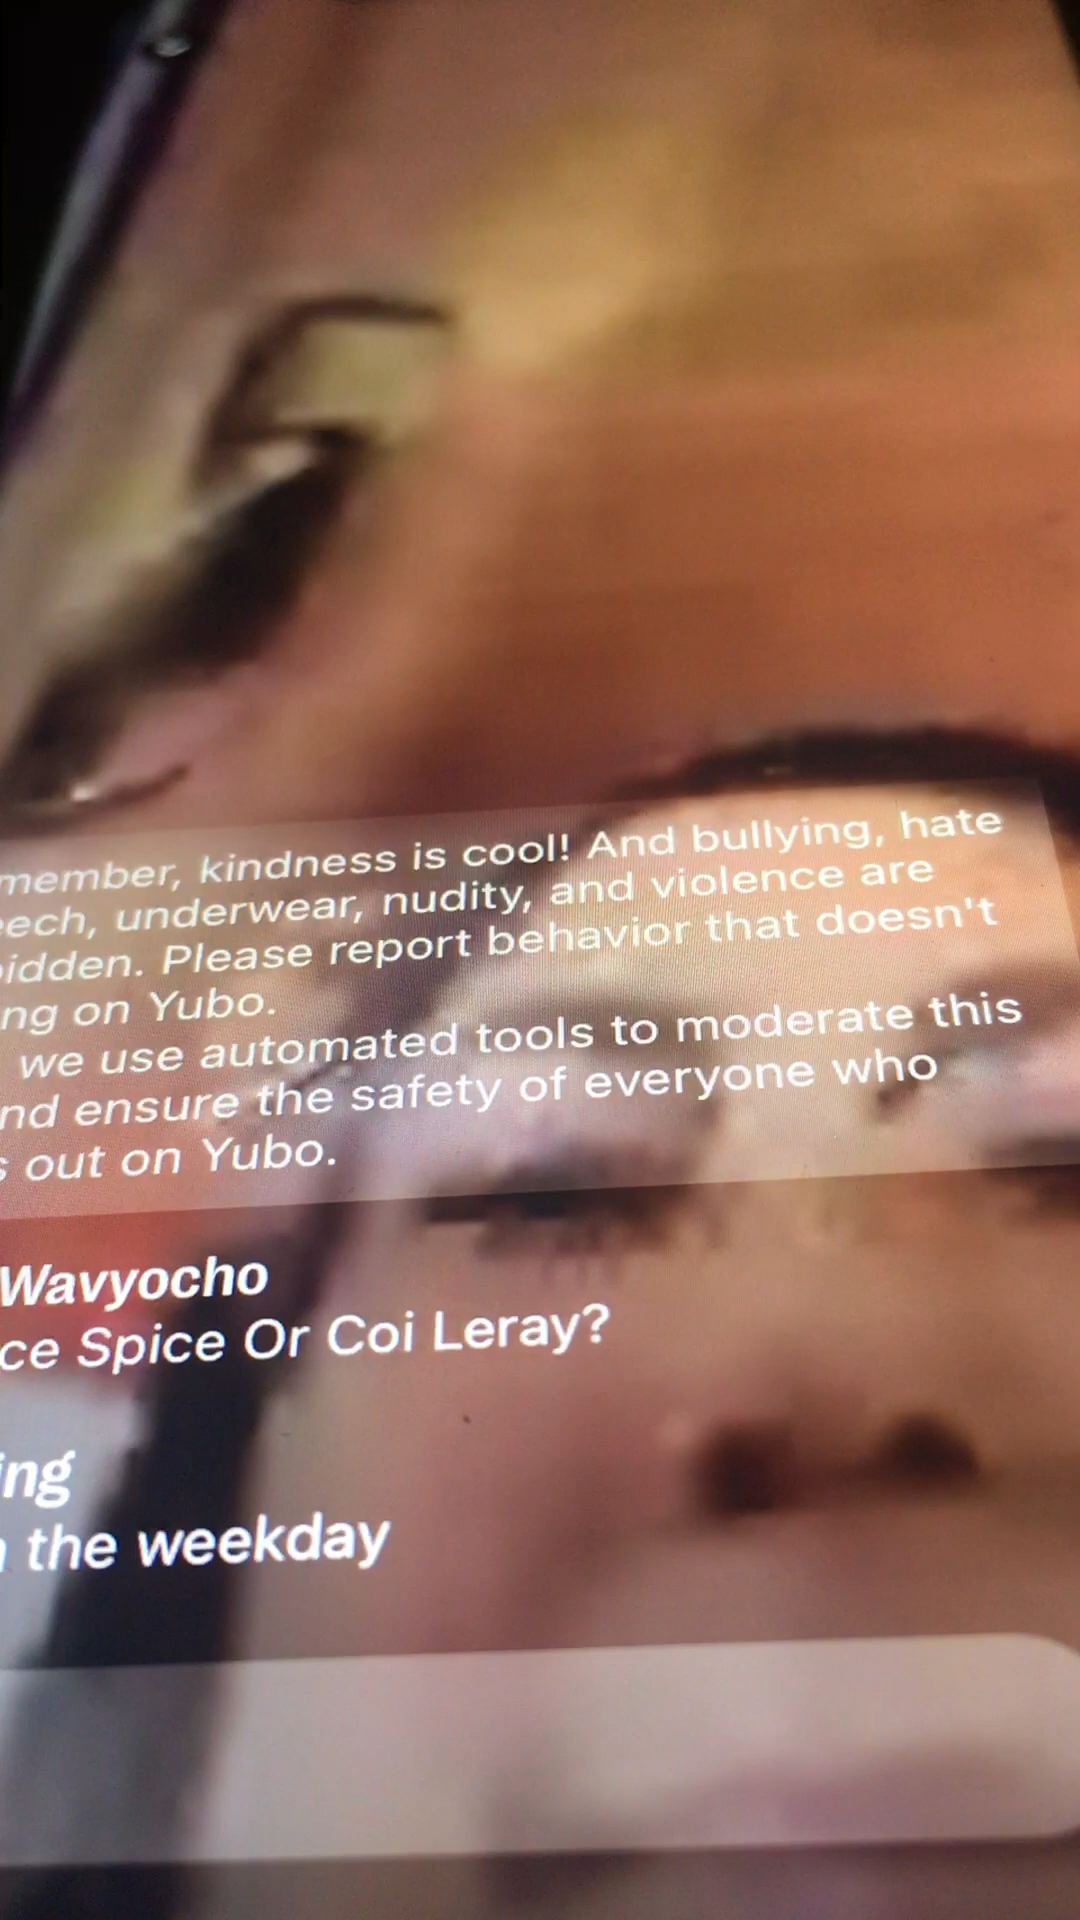 member, kindness is cool! And bullying, hate
eech, underwear, nudity, and violence are
idden. Please report behavior that doesn't
ng on Yubo.
we use automated tools to moderate this
nd ensure the safety of everyone who
s out on Yubo.
Wavyocho
ce Spice Or Coi Leray?
ing
the weekday